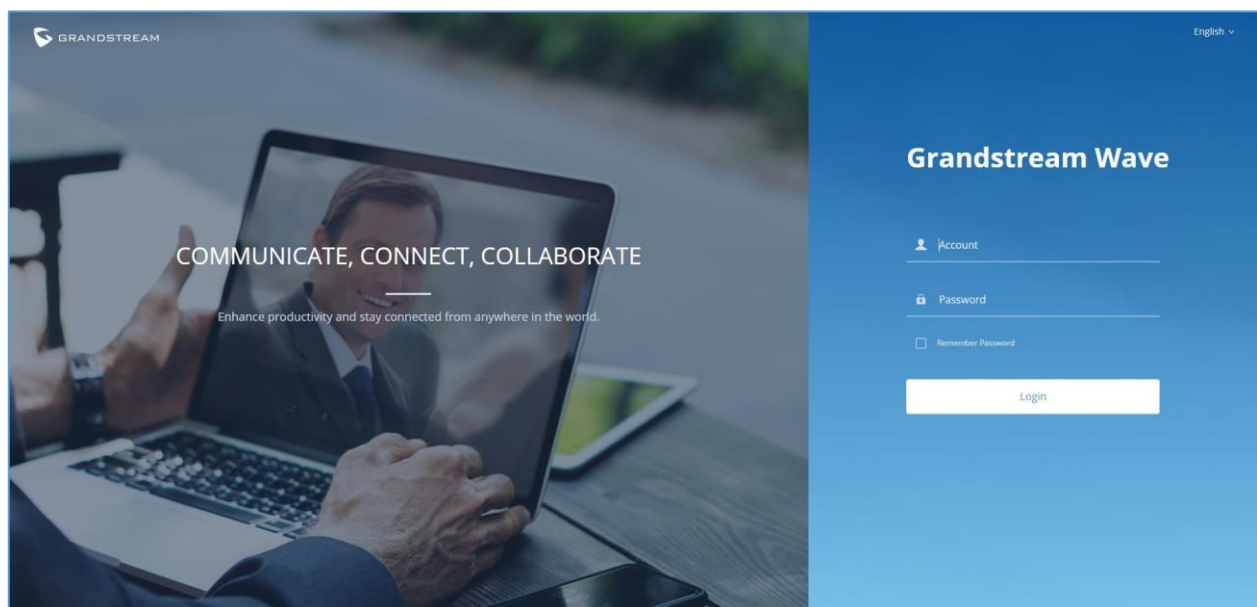 GRANDSTREAM
English
COMMUNICATE, CONNECT, COLLABORATE
Enhance productivity and stay connected from anywhere in the world.
Grandstream Wave
Account
Password
Remember Password
Login